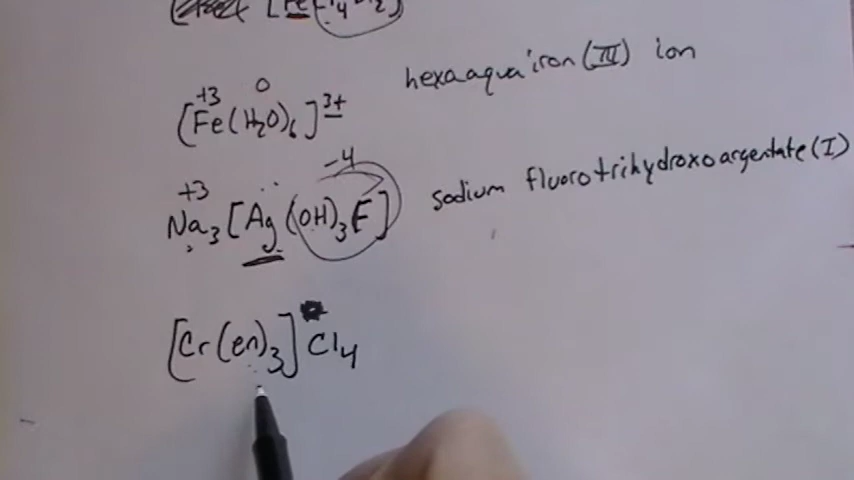 [Fe
hexaaquairon(III) ion
+3 0
[Fe(H2O)6]3+
-4
+3
Na3[Ag(OH)3F] sodium fluorotrihydroxoargentate(I)
[Cr(en)3]Cl4